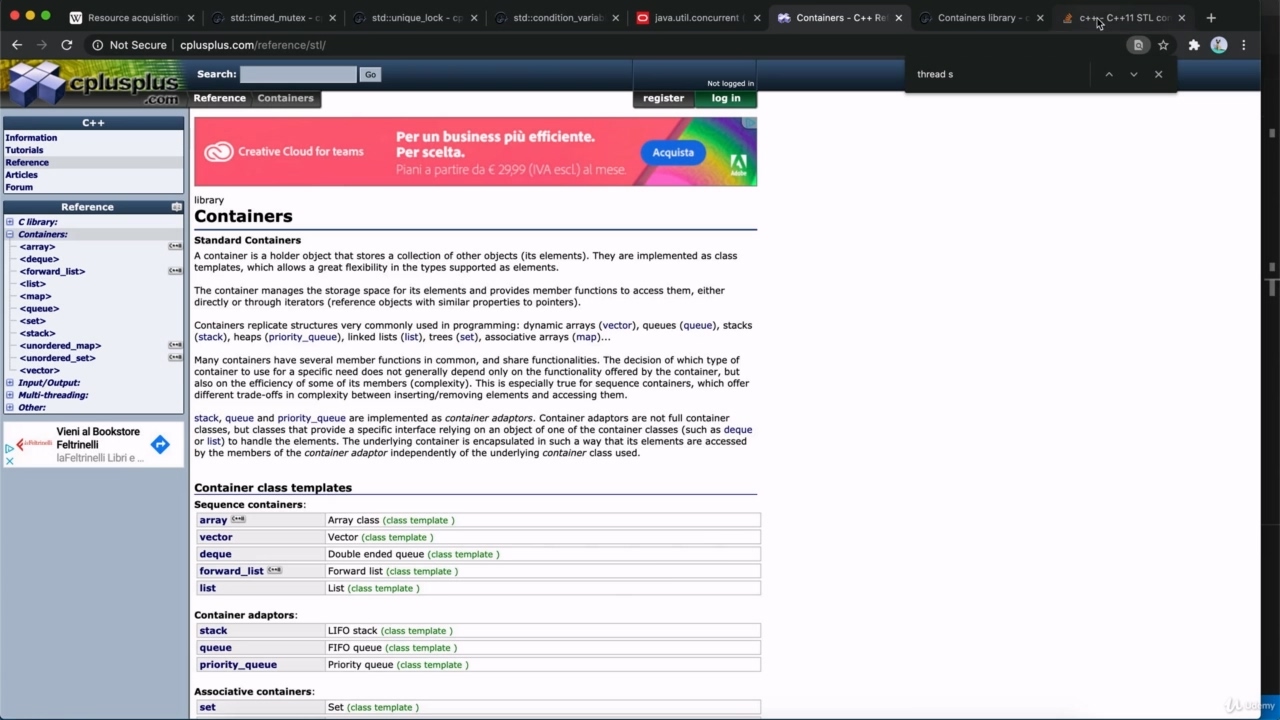 Resource acquisition
std::timed_mutex - c
std::unique_lock - cp
std::condition_variab
java.util.concurrent (
Containers - C++ Re
Containers library - c
c++ - C++11 STL co
Not Secure
cplusplus.com/reference/stl/
thread s
cplusplus
.com
Search:
Go
Not logged in
Reference
Containers
register
log in
C++
Information
Tutorials
Reference
Articles
Forum
Reference
C library:
Containers:
<array>
<deque>
<forward_list>
<list>
<map>
<queue>
<set>
<stack>
<unordered_map>
<unordered_set>
<vector>
Input/Output:
Multi-threading:
Other:
Vieni al Bookstore
Feltrinelli
laFeltrinelli Libri e ...
Creative Cloud for teams
Per un business più efficiente.
Per scelta.
Piani a partire da € 29,99 (IVA escl.) al mese.
Acquista
Adobe
library
Containers
Standard Containers
A container is a holder object that stores a collection of other objects (its elements). They are implemented as class
templates, which allows a great flexibility in the types supported as elements.
The container manages the storage space for its elements and provides member functions to access them, either
directly or through iterators (reference objects with similar properties to pointers).
Containers replicate structures very commonly used in programming: dynamic arrays (vector), queues (queue), stacks
(stack), heaps (priority_queue), linked lists (list), trees (set), associative arrays (map)...
Many containers have several member functions in common, and share functionalities. The decision of which type of
container to use for a specific need does not generally depend only on the functionality offered by the container, but
also on the efficiency of some of its members (complexity). This is especially true for sequence containers, which offer
different trade-offs in complexity between inserting/removing elements and accessing them.
stack, queue and priority_queue are implemented as container adaptors. Container adaptors are not full container
classes, but classes that provide a specific interface relying on an object of one of the container classes (such as deque
or list) to handle the elements. The underlying container is encapsulated in such a way that its elements are accessed
by the members of the container adaptor independently of the underlying container class used.
Container class templates
Sequence containers:
array Array class (class template )
vector Vector (class template )
deque Double ended queue (class template )
forward_list Forward list (class template )
list List (class template )
Container adaptors:
stack LIFO stack (class template )
queue FIFO queue (class template )
priority_queue Priority queue (class template )
Associative containers:
set Set (class template )
Udemy